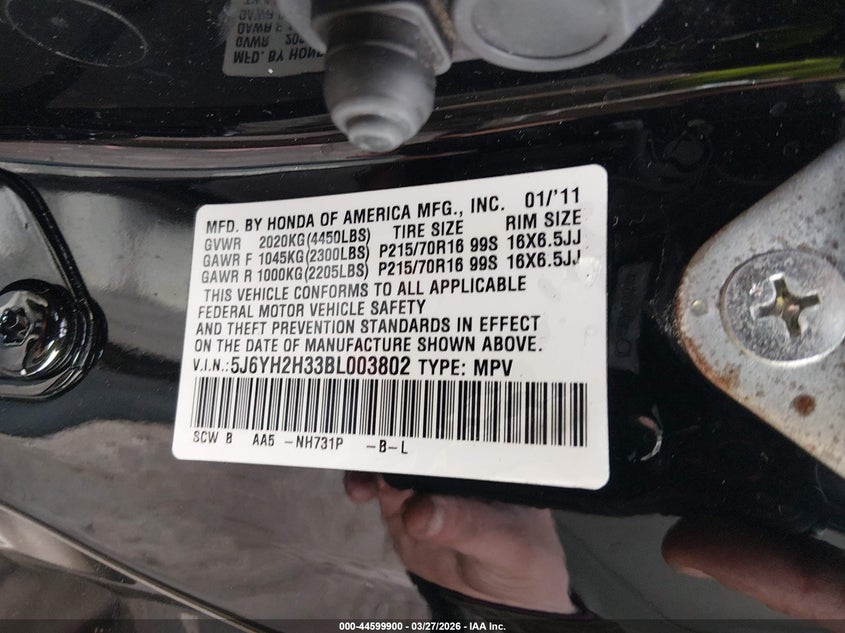 MFD. BY HONDA OF AMERICA MFG., INC. 01/'11
GVWR 2020KG(4450LBS) TIRE SIZE RIM SIZE
GAWR F 1045KG(2300LBS) P215/70R16 99S 16X6.5JJ
GAWR R 1000KG(2205LBS) P215/70R16 99S 16X6.5JJ
THIS VEHICLE CONFORMS TO ALL APPLICABLE
FEDERAL MOTOR VEHICLE SAFETY
AND THEFT PREVENTION STANDARDS IN EFFECT
ON THE DATE OF MANUFACTURE SHOWN ABOVE.
V.I.N.:5J6YH2H33BL003802 TYPE: MPV
SCW B AA5 -NH731P -B-L
000-44599900 - 03/27/2026 - IAA Inc.